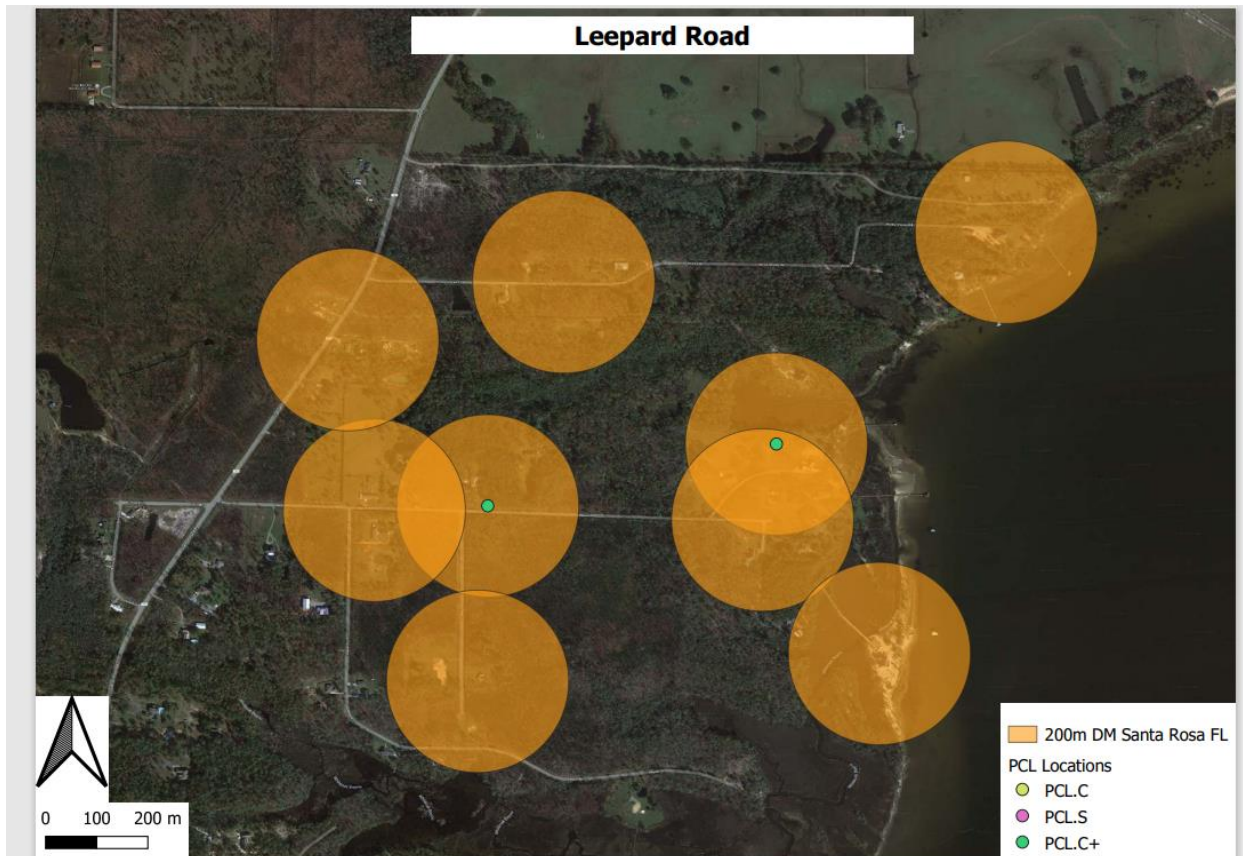 Leepard Road
200m DM Santa Rosa FL
PCL Locations
PCL.C
PCL.S
PCL.C+
0 100 200 m